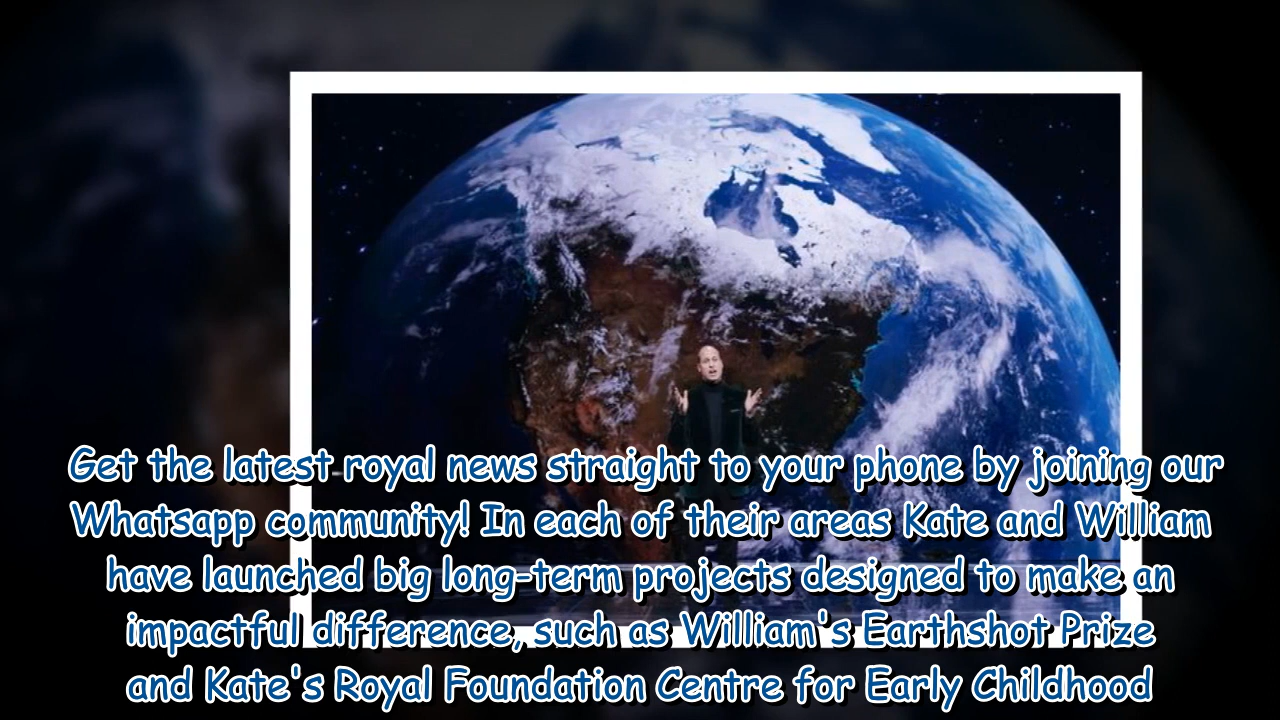 Get the latest royal news straight to your phone by joining our
Whatsapp community! In each of their areas Kate and William
have launched big long-term projects designed to make an
impactful difference, such as William's Earthshot Prize
and Kate's Royal Foundation Centre for Early Childhood